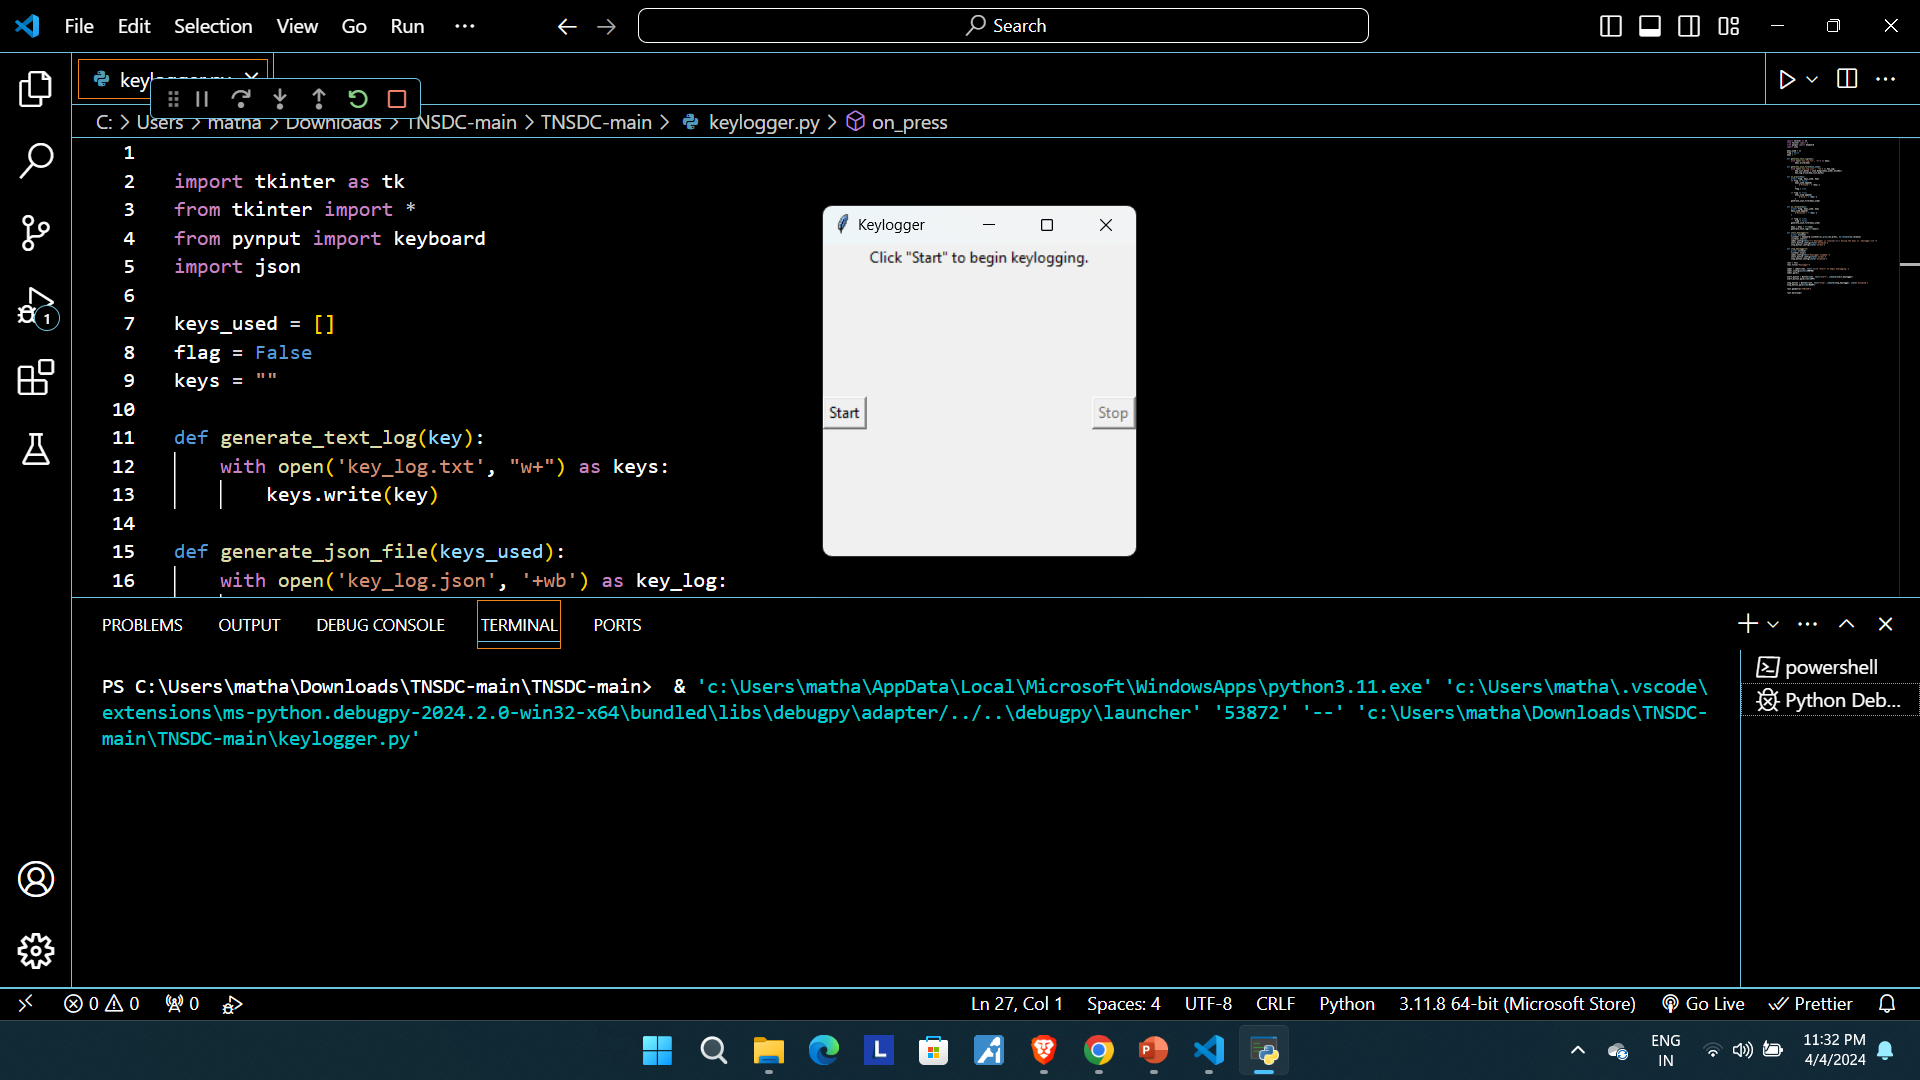 File Edit Selection View Go Run ···
Search
keylogger.py
C: > Users > matha > Downloads > TNSDC-main > TNSDC-main > keylogger.py > on_press
1
2 import tkinter as tk
3 from tkinter import *
4 from pynput import keyboard
5 import json
6
7 keys_used = []
8 flag = False
9 keys = ""
10
11 def generate_text_log(key):
12 with open('key_log.txt', "w+") as keys:
13 keys.write(key)
14
15 def generate_json_file(keys_used):
16 with open('key_log.json', '+wb') as key_log:
Keylogger
Click "Start" to begin keylogging.
Start
Stop
1
PROBLEMS OUTPUT DEBUG CONSOLE TERMINAL PORTS
PS C:\Users\matha\Downloads\TNSDC-main\TNSDC-main> & 'c:\Users\matha\AppData\Local\Microsoft\WindowsApps\python3.11.exe' 'c:\Users\matha\.vscode\
extensions\ms-python.debugpy-2024.2.0-win32-x64\bundled\libs\debugpy\adapter/../..\debugpy\launcher' '53872' '--' 'c:\Users\matha\Downloads\TNSDC-
main\TNSDC-main\keylogger.py'
powershell
Python Deb...
0 0 0
Ln 27, Col 1 Spaces: 4 UTF-8 CRLF Python 3.11.8 64-bit (Microsoft Store) Go Live Prettier
L
P
ENG
IN
11:32 PM
4/4/2024